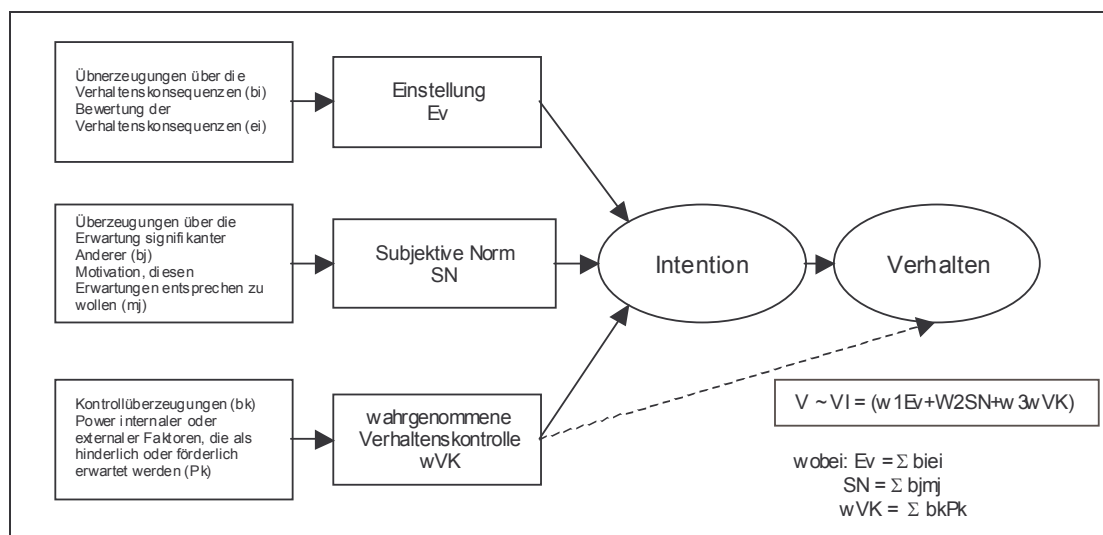 Übnerzeugungen über die
Verhaltenskonsequenzen (bi)
Bewertung der
Verhaltenskonsequenzen (ei)
Einstellung
Ev
Überzeugungen über die
Erwartung signifikanter
Anderer (bj)
Motivation, diesen
Erwartungen entsprechen zu
wollen (mj)
Subjektive Norm
SN
Intention
Verhalten
Kontrollüberzeugungen (bk)
Power internaler oder
externaler Faktoren, die als
hinderlich oder förderlich
erwartet werden (Pk)
wahrgenommene
Verhaltenskontrolle
wVK
V ~ VI = (w1Ev+W2SN+w3wVK)
wobei: Ev = Σ biei
SN = Σ bjmj
wVK = Σ bkPk